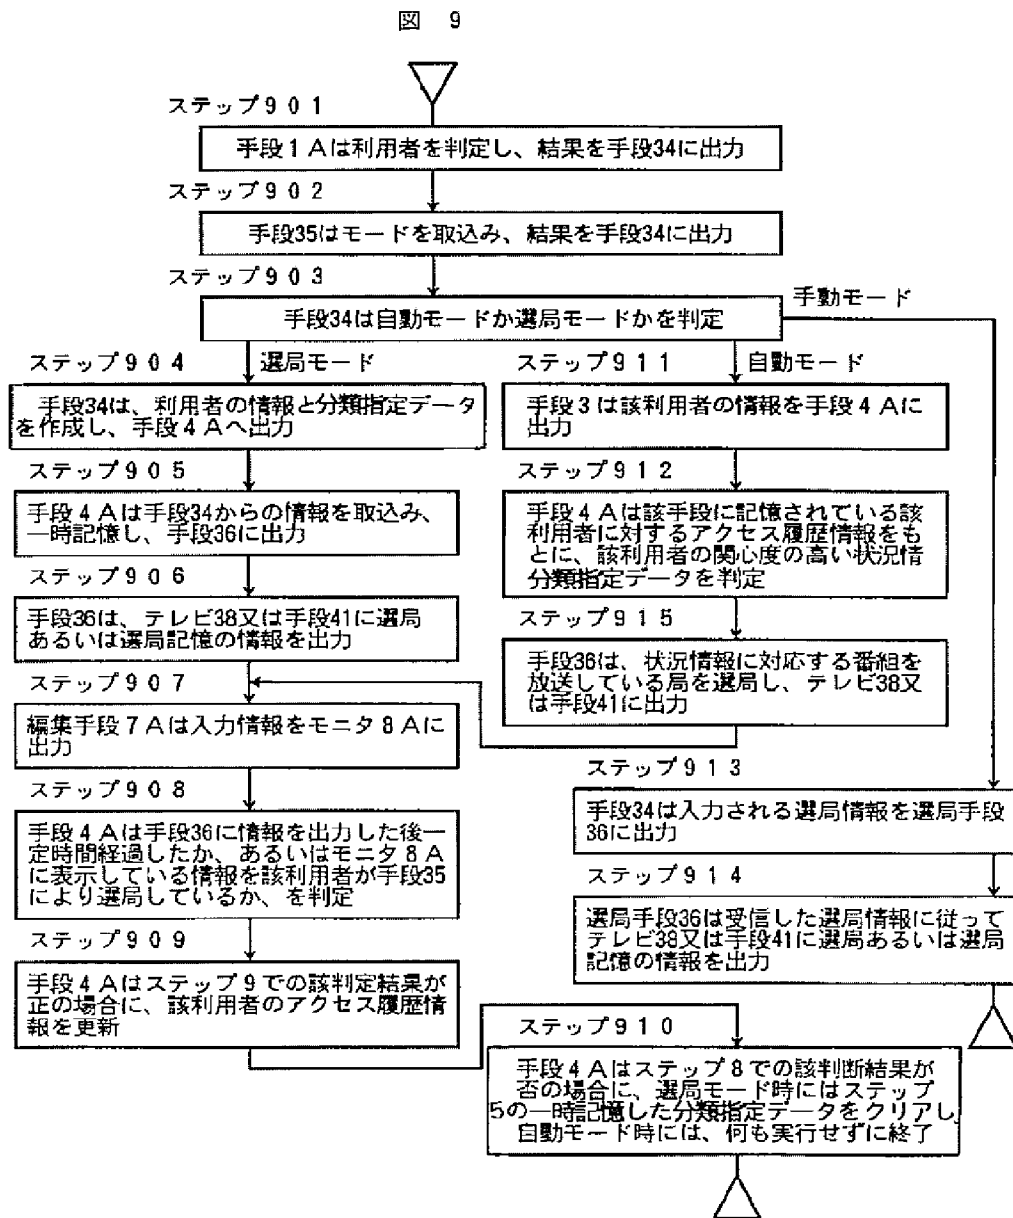 図 9
ステップ901
手段1Aは利用者を判定し、結果を手段34に出力
ステップ902
手段35はモードを取込み、結果を手段34に出力
ステップ903
手段34は自動モードか選局モードかを判定
手動モード
ステップ904
選局モード
手段34は、利用者の情報と分類指定データ
を作成し、手段4Aへ出力
ステップ905
手段4Aは手段34からの情報を取込み、
一時記憶し、手段36に出力
ステップ906
手段36は、テレビ38又は手段41に選局
あるいは選局記憶の情報を出力
ステップ907
編集手段7Aは入力情報をモニタ8Aに
出力
ステップ908
手段4Aは手段36に情報を出力した後一
定時間経過したか、あるいはモニタ8A
に表示している情報を該利用者が手段35
により選局しているか、を判定
ステップ909
手段4Aはステップ9での該判定結果が
正の場合に、該利用者のアクセス履歴情
報を更新
ステップ911
自動モード
手段3は該利用者の情報を手段4Aに
出力
ステップ912
手段4Aは該手段に記憶されている該
利用者に対するアクセス履歴情報をも
とに、該利用者の関心度の高い状況情
分類指定データを判定
ステップ915
手段36は、状況情報に対応する番組を
放送している局を選局し、テレビ38又
は手段41に出力
ステップ913
手段34は入力される選局情報を選局手段
36に出力
ステップ914
選局手段36は受信した選局情報に従って
テレビ38又は手段41に選局あるいは選局
記憶の情報を出力
ステップ910
手段4Aはステップ8での該判断結果が
否の場合に、選局モード時にはステップ
5の一時記憶した分類指定データをクリアし
自動モード時には、何も実行せずに終了